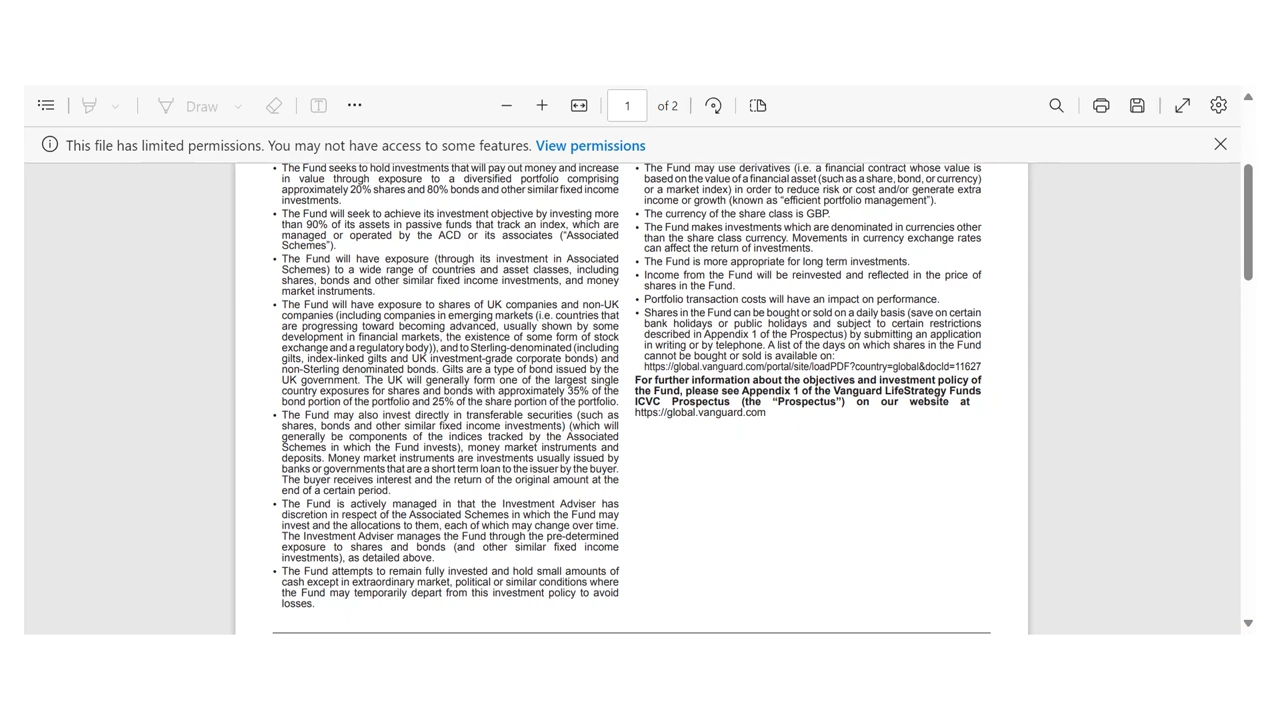 Draw
1
of 2
This file has limited permissions. You may not have access to some features. View permissions
• The Fund seeks to hold investments that will pay out money and increase
in value through exposure to a diversified portfolio comprising
approximately 20% shares and 80% bonds and other similar fixed income
investments.
• The Fund will seek to achieve its investment objective by investing more
than 90% of its assets in passive funds that track an index, which are
managed or operated by the ACD or its associates (“Associated
Schemes”).
• The Fund will have exposure (through its investment in Associated
Schemes) to a wide range of countries and asset classes, including
shares, bonds and other similar fixed income investments, and money
market instruments.
• The Fund will have exposure to shares of UK companies and non-UK
companies (including companies in emerging markets (i.e. countries that
are progressing toward becoming advanced, usually shown by some
development in financial markets, the existence of some form of stock
exchange and a regulatory body)), and to Sterling-denominated (including
gilts, index-linked gilts and UK investment-grade corporate bonds) and
non-Sterling denominated bonds. Gilts are a type of bond issued by the
UK government. The UK will generally form one of the largest single
country exposures for shares and bonds with approximately 35% of the
bond portion of the portfolio and 25% of the share portion of the portfolio.
• The Fund may also invest directly in transferable securities (such as
shares, bonds and other similar fixed income investments) (which will
generally be components of the indices tracked by the Associated
Schemes in which the Fund invests), money market instruments and
deposits. Money market instruments are investments usually issued by
banks or governments that are a short term loan to the issuer by the buyer.
The buyer receives interest and the return of the original amount at the
end of a certain period.
• The Fund is actively managed in that the Investment Adviser has
discretion in respect of the Associated Schemes in which the Fund may
invest and the allocations to them, each of which may change over time.
The Investment Adviser manages the Fund through the pre-determined
exposure to shares and bonds (and other similar fixed income
investments), as detailed above.
• The Fund attempts to remain fully invested and hold small amounts of
cash except in extraordinary market, political or similar conditions where
the Fund may temporarily depart from this investment policy to avoid
losses.
• The Fund may use derivatives (i.e. a financial contract whose value is
based on the value of a financial asset (such as a share, bond, or currency)
or a market index) in order to reduce risk or cost and/or generate extra
income or growth (known as “efficient portfolio management”).
• The currency of the share class is GBP.
• The Fund makes investments which are denominated in currencies other
than the share class currency. Movements in currency exchange rates
can affect the return of investments.
• The Fund is more appropriate for long term investments.
• Income from the Fund will be reinvested and reflected in the price of
shares in the Fund.
• Portfolio transaction costs will have an impact on performance.
• Shares in the Fund can be bought or sold on a daily basis (save on certain
bank holidays or public holidays and subject to certain restrictions
described in Appendix 1 of the Prospectus) by submitting an application
in writing or by telephone. A list of the days on which shares in the Fund
cannot be bought or sold is available on:
https://global.vanguard.com/portal/site/loadPDF?country=global&docId=11627
For further information about the objectives and investment policy of
the Fund, please see Appendix 1 of the Vanguard LifeStrategy Funds
ICVC Prospectus (the “Prospectus”) on our website at
https://global.vanguard.com